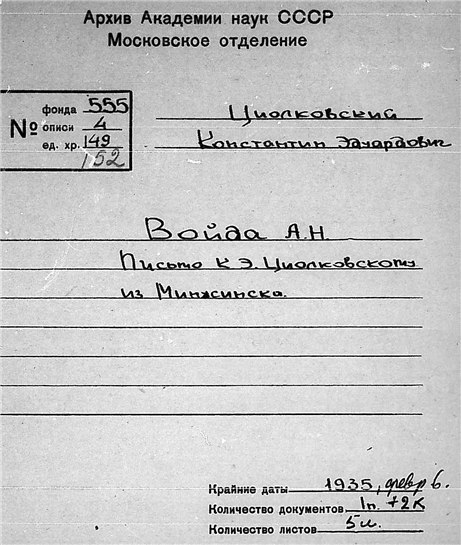 Архив Академии наук СССР
Московское отделение
№
фонда 555
описи 4
ед. хр. 149
152
Циолковский
Константин Эдуардович
Войда А.Н.
Письмо К.Э. Циолковскому
из Минусинска.
Крайние даты 1935, февр 6.
Количество документов 1п. +2к
Количество листов 5л.